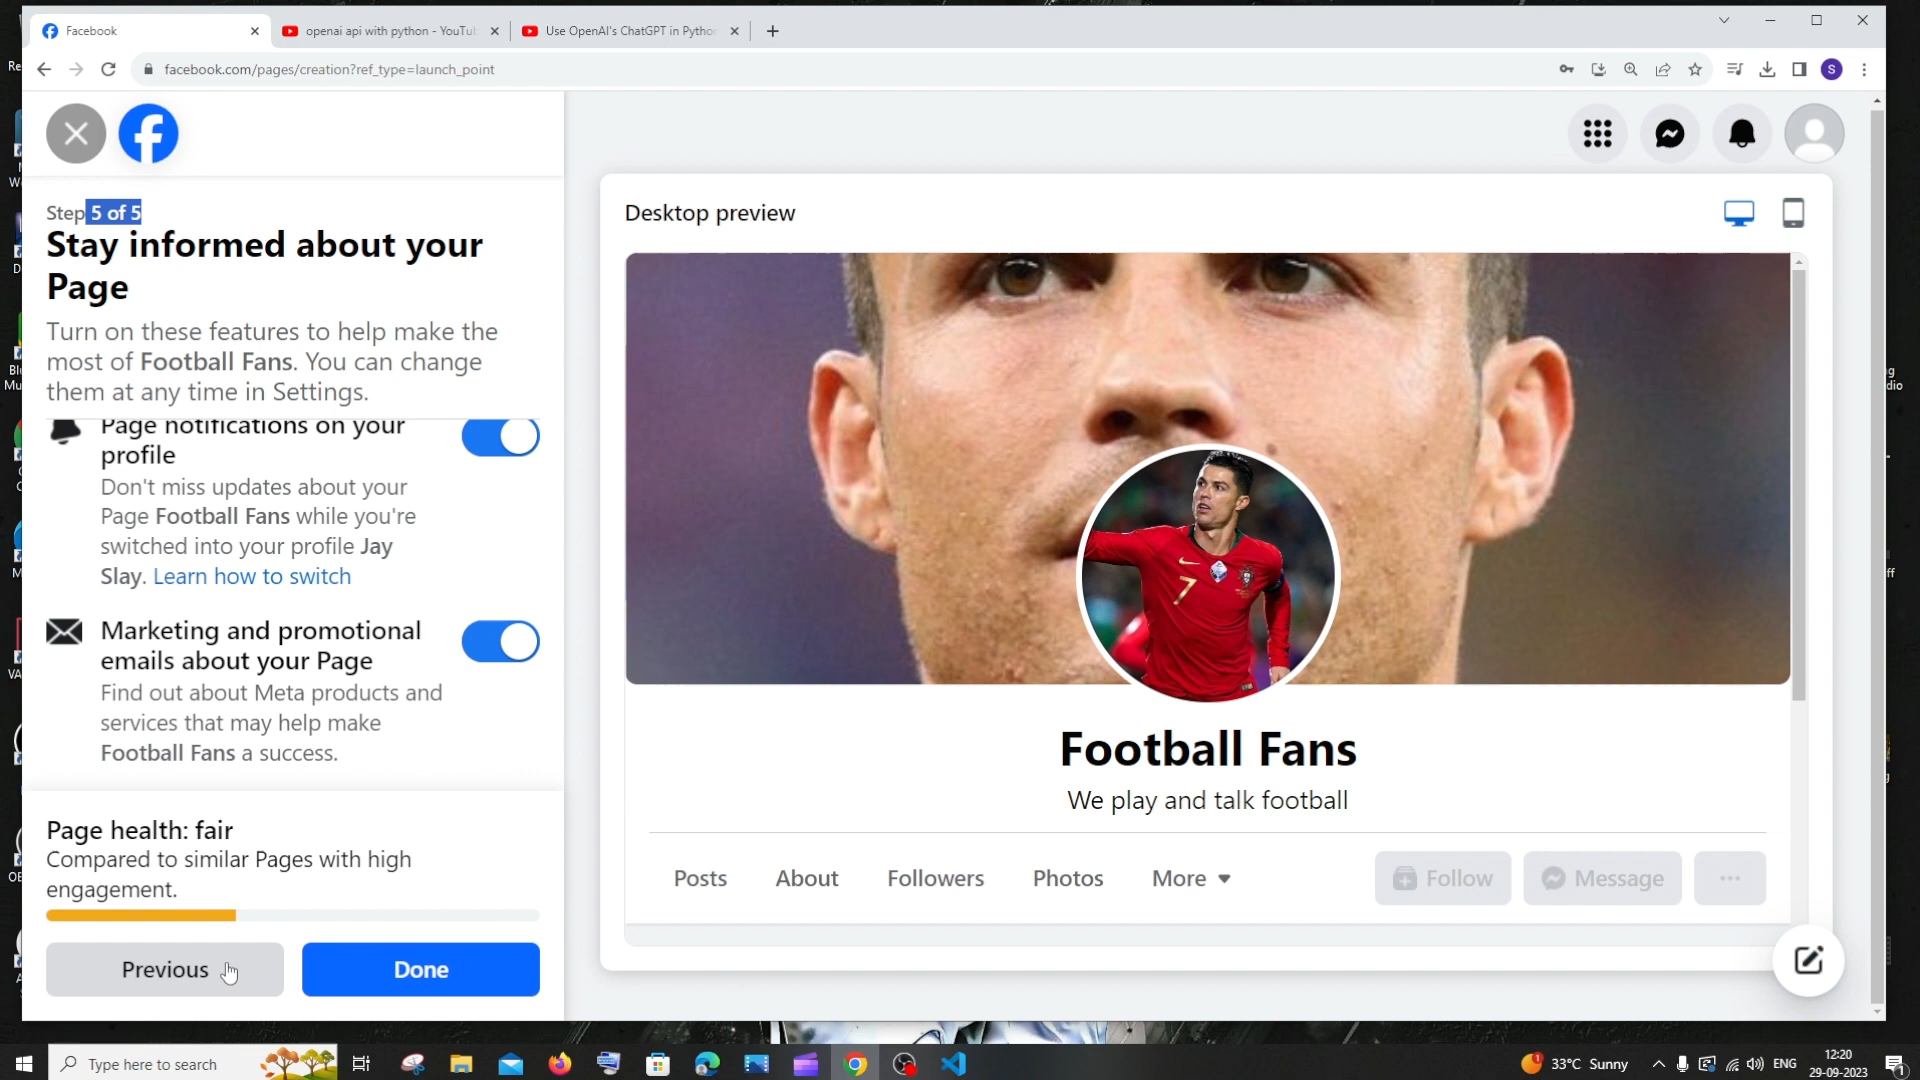 Facebook
openai api with python - YouTu
Use OpenAI's ChatGPT in Pytho
facebook.com/pages/creation?ref_type=launch_point
S
Step 5 of 5
Stay informed about your
Page
Turn on these features to help make the
most of Football Fans. You can change
them at any time in Settings.
Page notifications on your
profile
Don't miss updates about your
Page Football Fans while you're
switched into your profile Jay
Slay. Learn how to switch
Marketing and promotional
emails about your Page
Find out about Meta products and
services that may help make
Football Fans a success.
Page health: fair
Compared to similar Pages with high
engagement.
Previous
Done
Desktop preview
7
Football Fans
We play and talk football
Posts
About
Followers
Photos
More
Follow
Message
Type here to search
1
33°C Sunny
ENG
12:20
29-09-2023
1